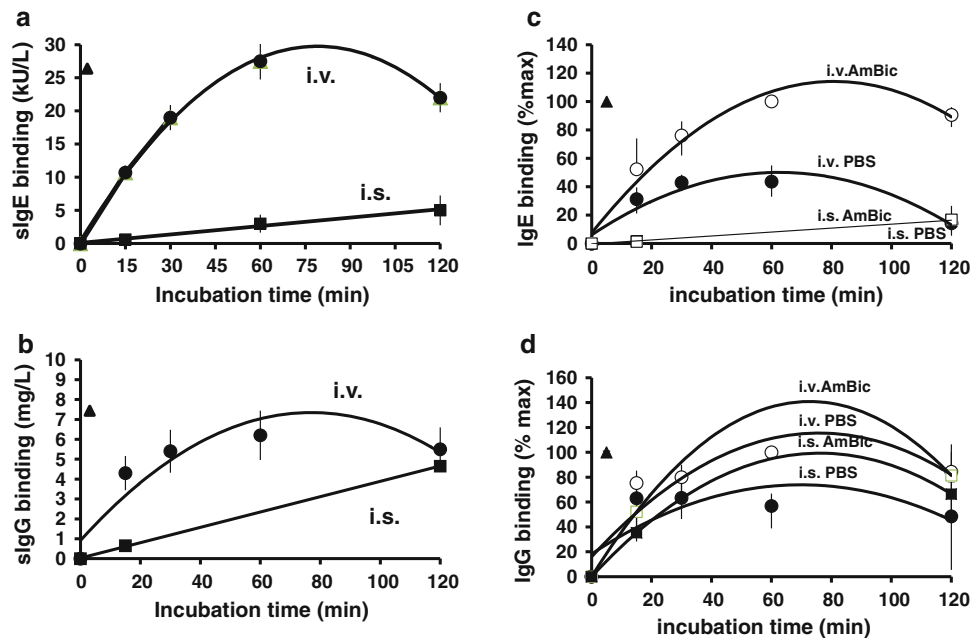 a
sIgE binding (kU/L)
30
25
20
15
10
5
0
i.v.
i.s.
0 15 30 45 60 75 90 105 120
Incubation time (min)
b
sIgG binding (mg/L)
10
9
8
7
6
5
4
3
2
1
0
i.v.
i.s.
0 20 40 60 80 100 120
Incubation time (min)
c
IgE binding (%max)
140
120
100
80
60
40
20
0
i.v.AmBic
i.v. PBS
i.s. AmBic
i.s. PBS
0 20 40 60 80 100 120
incubation time (min)
d
IgG binding (% max)
160
140
120
100
80
60
40
20
0
i.v.AmBic
i.v. PBS
i.s. AmBic
i.s. PBS
0 20 40 60 80 100 120
incubation time (min)